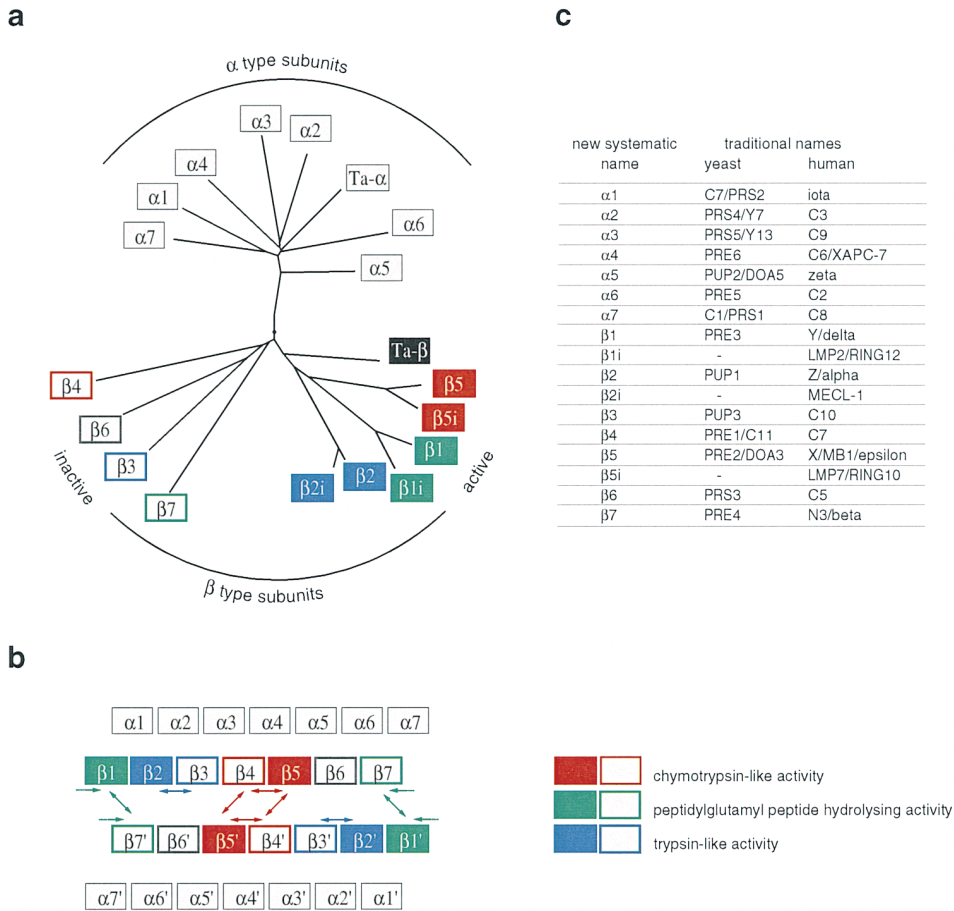 a
α type subunits
α3
α2
α4
Ta-α
α1
α6
α7
α5
Ta-β
β4
β5
β6
β5i
β3
β1
β2
β2i
β1i
β7
inactive
active
β type subunits
b
α1 α2 α3 α4 α5 α6 α7
β1 β2 β3 β4 β5 β6 β7
β7' β6' β5' β4' β3' β2' β1'
α7' α6' α5' α4' α3' α2' α1'
c
new systematic traditional names
name yeast human
α1 C7/PRS2 iota
α2 PRS4/Y7 C3
α3 PRS5/Y13 C9
α4 PRE6 C6/XAPC-7
α5 PUP2/DOA5 zeta
α6 PRE5 C2
α7 C1/PRS1 C8
β1 PRE3 Y/delta
β1i - LMP2/RING12
β2 PUP1 Z/alpha
β2i - MECL-1
β3 PUP3 C10
β4 PRE1/C11 C7
β5 PRE2/DOA3 X/MB1/epsilon
β5i - LMP7/RING10
β6 PRS3 C5
β7 PRE4 N3/beta
chymotrypsin-like activity
peptidylglutamyl peptide hydrolysing activity
trypsin-like activity